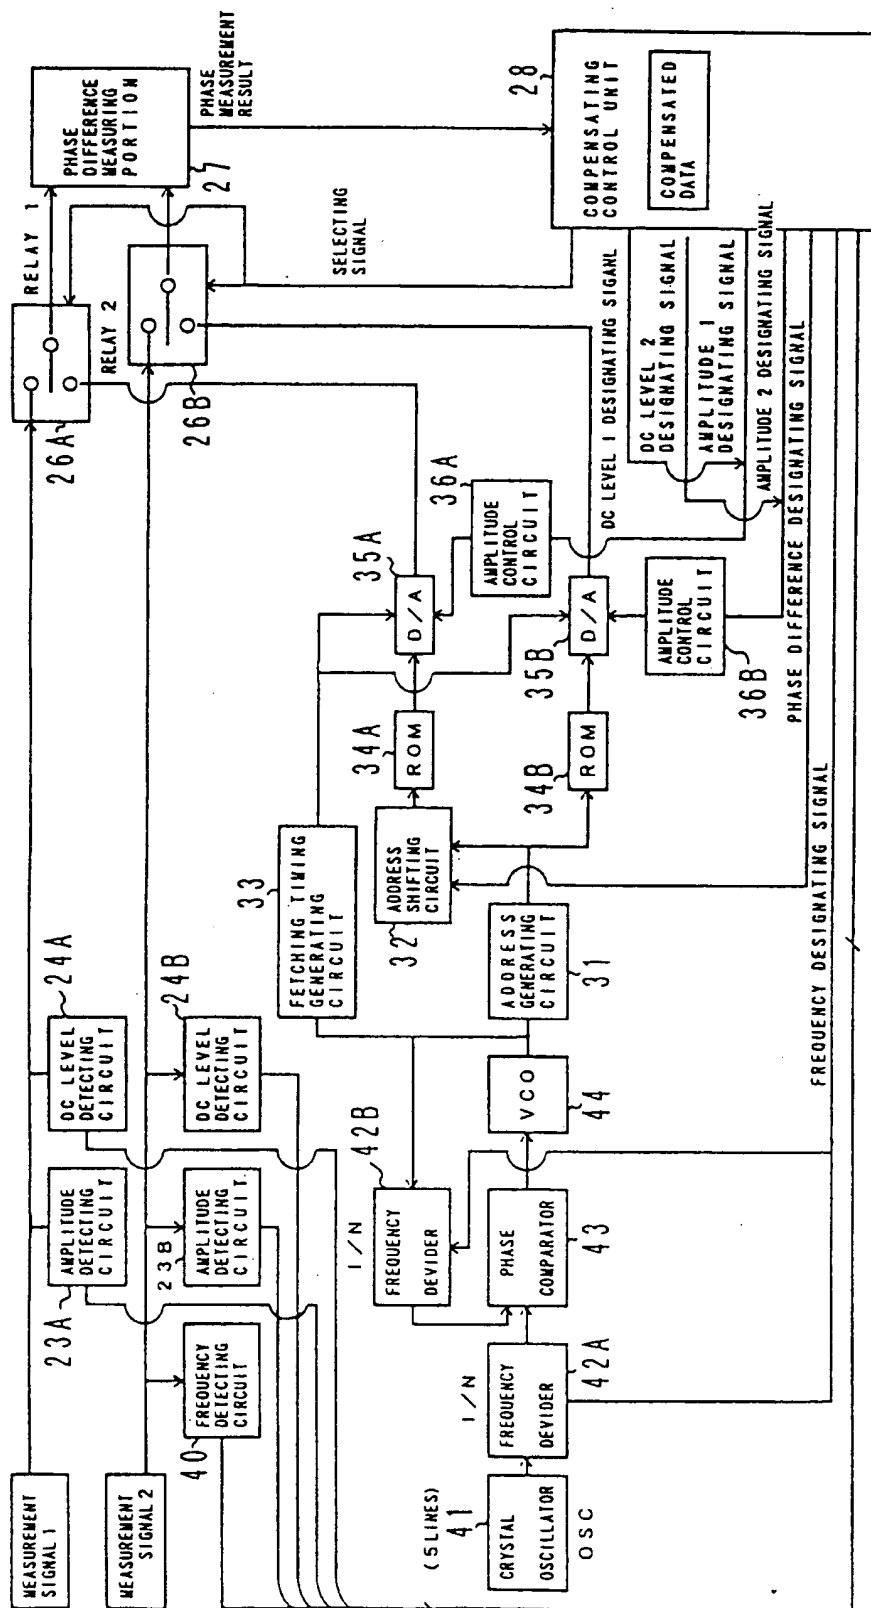 MEASUREMENT
SIGNAL 1
MEASUREMENT
SIGNAL 2
40
FREQUENCY
DETECTING
CIRCUIT
23A
AMPLITUDE
DETECTING
CIRCUIT
23B
AMPLITUDE
DETECTING
CIRCUIT
24A
DC LEVEL
DETECTING
CIRCUIT
24B
DC LEVEL
DETECTING
CIRCUIT
26A
RELAY 1
RELAY 2
26B
PHASE
DIFFERENCE
MEASURING
PORTION
27
PHASE
MEASUREMENT
RESULT
SELECTING
SIGNAL
28
COMPENSATING
CONTROL UNIT
COMPENSATED
DATA
(5 LINES)
41
CRYSTAL
OSCILLATOR
OSC
1/N
FREQUENCY
DEVIDER
42A
1/N
FREQUENCY
DEVIDER
42B
PHASE
COMPARATOR
43
VCO
44
33
FETCHING TIMING
GENERATING
CIRCUIT
ADDRESS
GENERATING
CIRCUIT
31
32
ADDRESS
SHIFTING
CIRCUIT
34A
ROM
34B
ROM
35A
D/A
35B
D/A
36A
AMPLITUDE
CONTROL
CIRCUIT
AMPLITUDE
CONTROL
CIRCUIT
36B
DC LEVEL 1 DESIGNATING SIGANL
DC LEVEL 2
DESIGNATING SIGNAL
AMPLITUDE 1
DESIGNATING SIGNAL
AMPLITUDE 2 DESIGNATING SIGNAL
PHASE DIFFERENCE DESIGNATING SIGNAL
FREQUENCY DESIGNATING SIGNAL